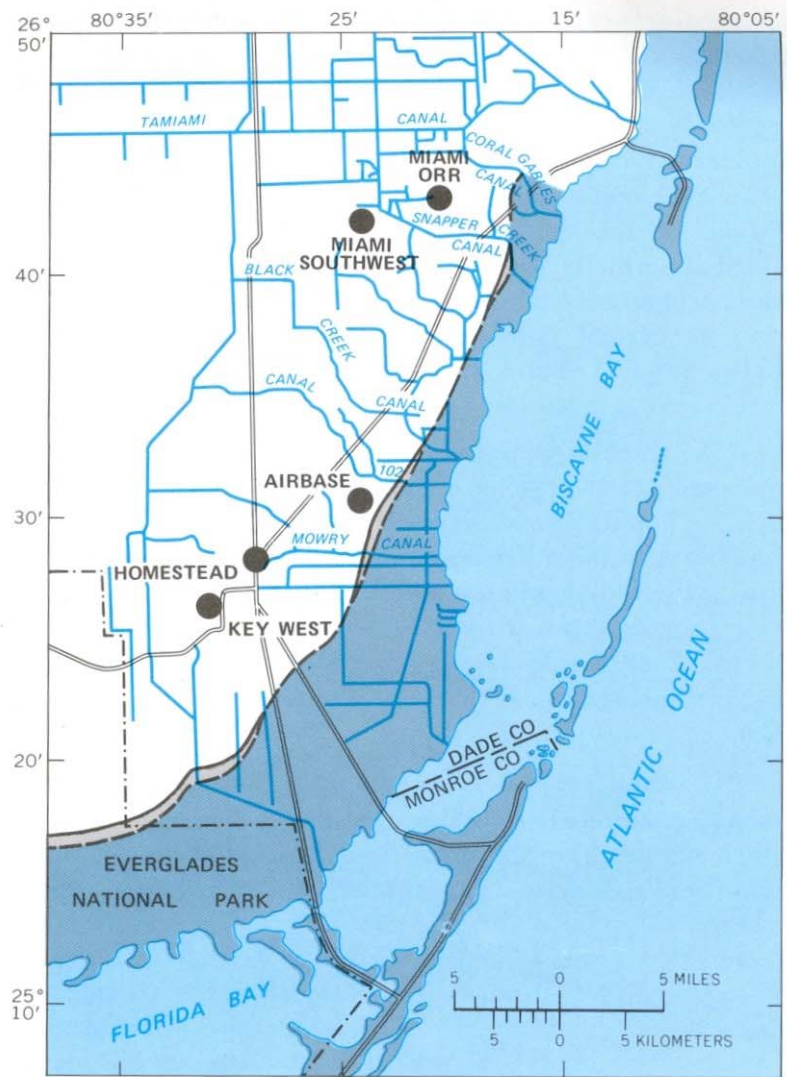 26° 80°35′ 25′ 15′ 80°05′
50′
TAMIAMI CANAL
CORAL GABLES
CANAL
MIAMI
ORR
SNAPPER
CREEK
CANAL
MIAMI
SOUTHWEST
40′
BLACK
CREEK
CANAL
CANAL
BISCAYNE BAY
102
AIRBASE
30′
MOWRY CANAL
HOMESTEAD
KEY WEST
ATLANTIC OCEAN
20′
DADE CO
MONROE CO
EVERGLADES
NATIONAL PARK
25°
10′
FLORIDA BAY
5 0 5 MILES
5 0 5 KILOMETERS